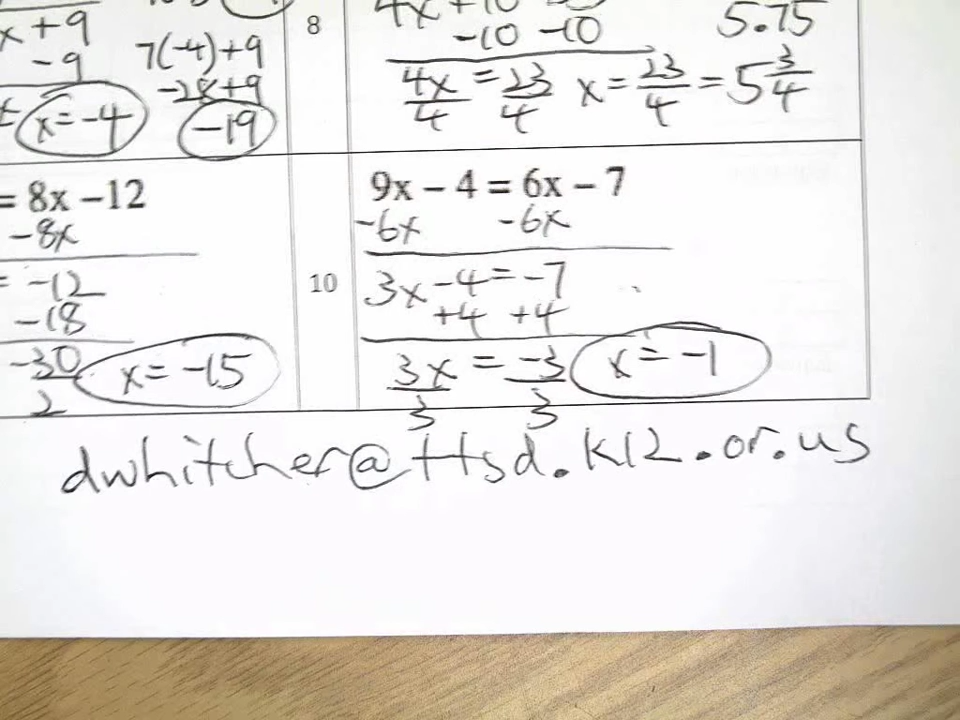 x + 9
- 9 7(-4)+9
-28+9
x = -4 -19
8
-10 -10 5.75
4x/4 = 23/4 x = 23/4 = 5 3/4
= 8x - 12
-8x
= -12
-18
-30
2
x = -15
10
9x - 4 = 6x - 7
-6x -6x
3x - 4 = -7
+4 +4
3x/3 = -3/3 x = -1
dwhitcher@ttsd.k12.or.us